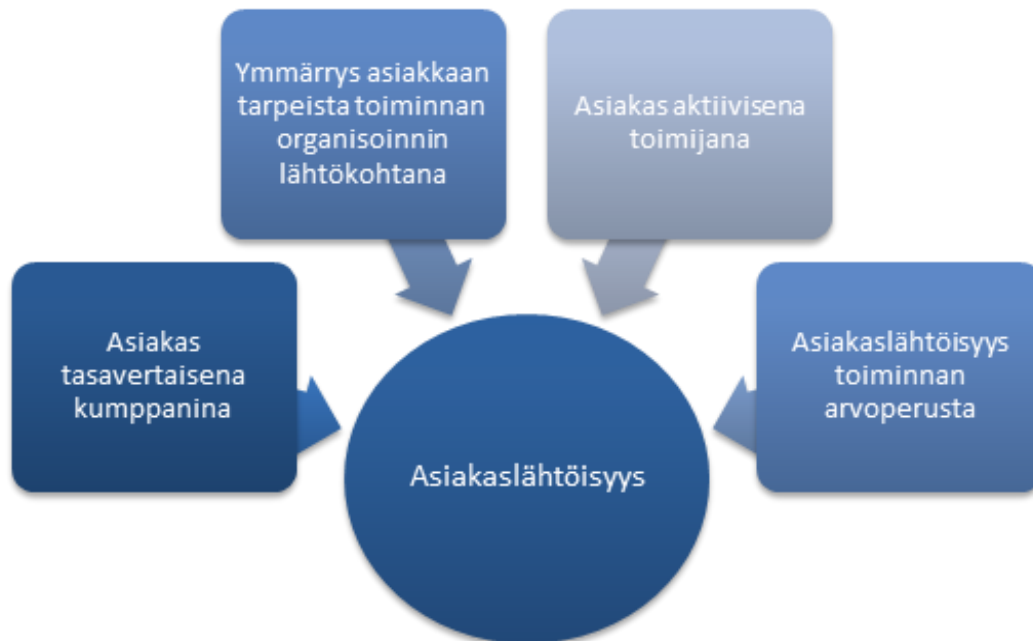 Ymmärrys asiakkaan
tarpeista toiminnan
organisoinnin
lähtökohtana
Asiakas aktiivisena
toimijana
Asiakas
tasavertaisena
kumppanina
Asiakaslähtöisyys
toiminnan
arvoperusta
Asiakaslähtöisyys